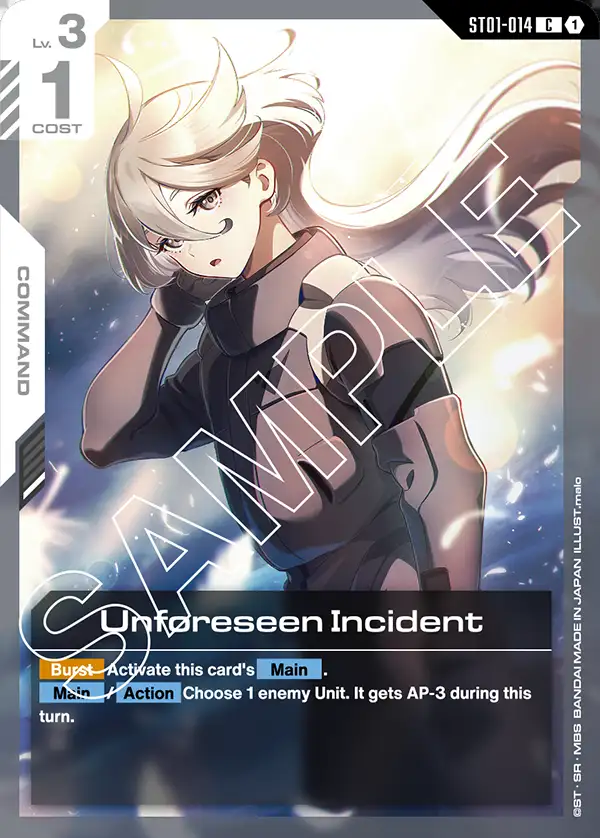 Lv. 3
1
COST
ST01-014 C 1
COMMAND
SAMPLE
Unforeseen Incident
Burst Activate this card's Main .
Main / Action Choose 1 enemy Unit. It gets AP-3 during this
turn.
©ST・SR・MBS BANDAI MADE IN JAPAN ILLUST.malo